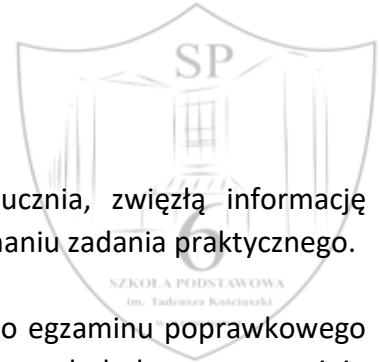 SP
ucznia, zwięzłą informację
naniu zadania praktycznego.
6
SZKOŁA PODSTAWOWA
im. Tadeusza Kościuszki
o egzaminu poprawkowego